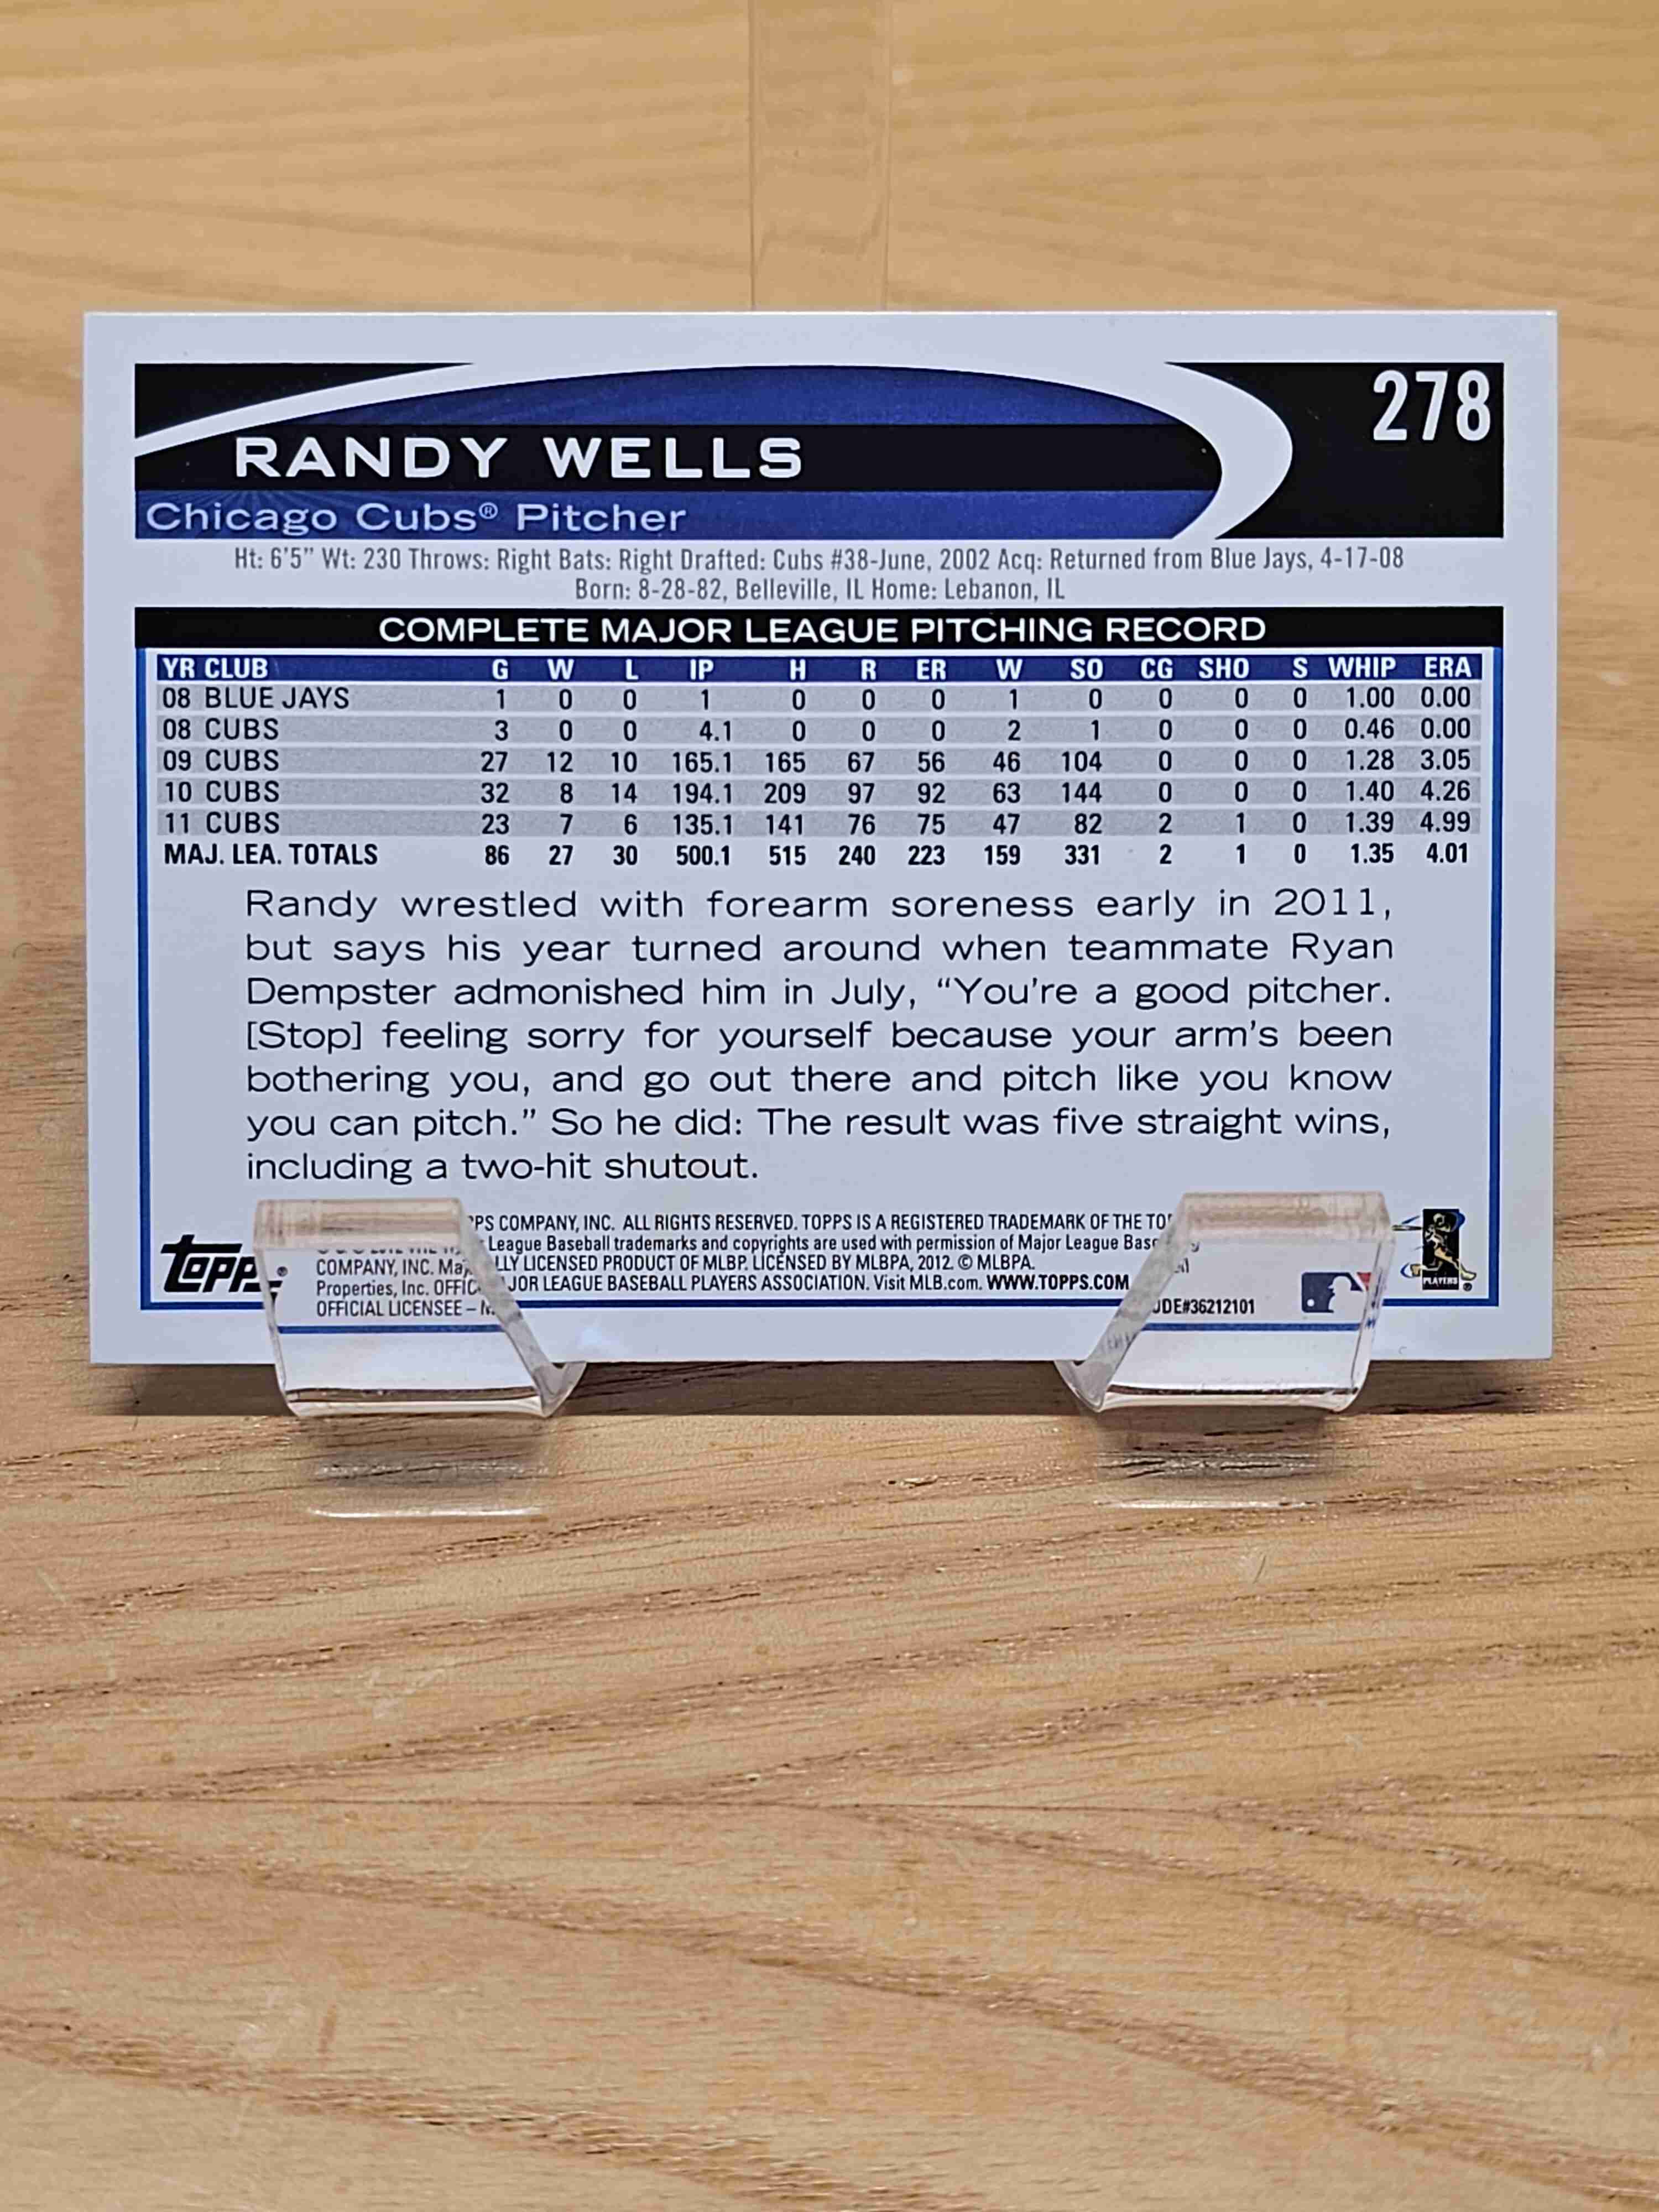 278
RANDY WELLS
Chicago Cubs® Pitcher
Ht: 6'5" Wt: 230 Throws: Right Bats: Right Drafted: Cubs #38-June, 2002 Acq: Returned from Blue Jays, 4-17-08
Born: 8-28-82, Belleville, IL Home: Lebanon, IL
COMPLETE MAJOR LEAGUE PITCHING RECORD
YR CLUB G W L IP H R ER W SO CG SHO S WHIP ERA
08 BLUE JAYS 1 0 0 1 0 0 0 1 0 0 0 0 1.00 0.00
08 CUBS 3 0 0 4.1 0 0 0 2 1 0 0 0 0.46 0.00
09 CUBS 27 12 10 165.1 165 67 56 46 104 0 0 0 1.28 3.05
10 CUBS 32 8 14 194.1 209 97 92 63 144 0 0 0 1.40 4.26
11 CUBS 23 7 6 135.1 141 76 75 47 82 2 1 0 1.39 4.99
MAJ. LEA. TOTALS 86 27 30 500.1 515 240 223 159 331 2 1 0 1.35 4.01
Randy wrestled with forearm soreness early in 2011,
but says his year turned around when teammate Ryan
Dempster admonished him in July, “You're a good pitcher.
[Stop] feeling sorry for yourself because your arm's been
bothering you, and go out there and pitch like you know
you can pitch.” So he did: The result was five straight wins,
including a two-hit shutout.
COMPANY, INC. ALL RIGHTS RESERVED. TOPPS IS A REGISTERED TRADEMARK OF THE
COMPANY, INC. League Baseball trademarks and copyrights are used with permission of Major League
Properties, Inc. LICENSED PRODUCT OF MLBP. LICENSED BY MLBPA, 2012. © MLBPA.
OFFICIAL LICENSEE – LEAGUE BASEBALL PLAYERS ASSOCIATION. Visit MLB.com. WWW.TOPPS.COM
#36212101
Topps®
PLAYERS